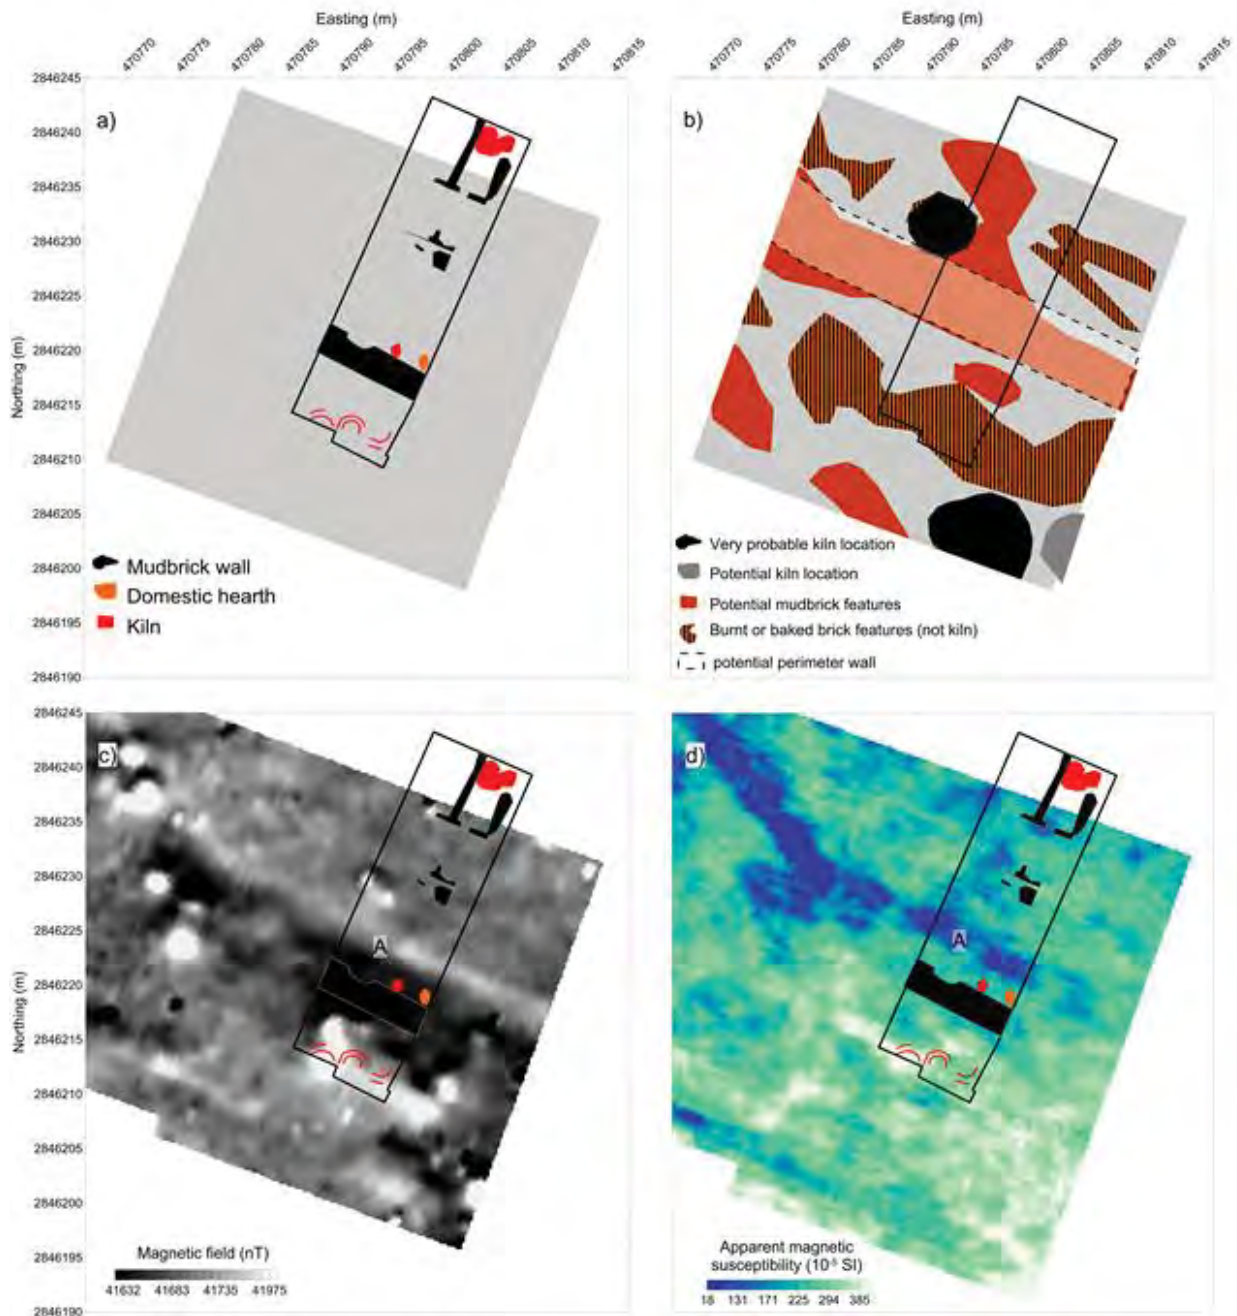 Easting (m)
470770 470775 470780 470785 470790 470795 470800 470805 470810 470815
Easting (m)
470770 470775 470780 470785 470790 470795 470800 470805 470810 470815
Northing (m)
2846245
2846240
2846235
2846230
2846225
2846220
2846215
2846210
2846205
2846200
2846195
2846190
a)
Mudbrick wall
Domestic hearth
Kiln
b)
Very probable kiln location
Potential kiln location
Potential mudbrick features
Burnt or baked brick features (not kiln)
potential perimeter wall
Northing (m)
2846245
2846240
2846235
2846230
2846225
2846220
2846215
2846210
2846205
2846200
2846195
2846190
c)
A
Magnetic field (nT)
41632 41683 41735 41975
d)
A
Apparent magnetic
susceptibility (10⁻⁵ SI)
18 131 171 225 294 385